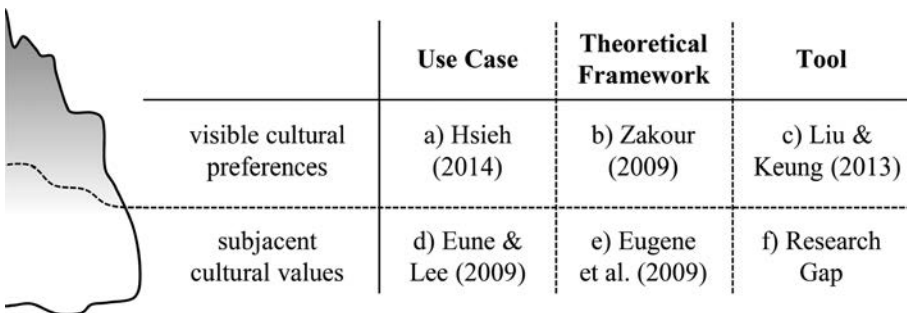 Use Case
Theoretical
Framework
Tool
visible cultural
preferences
a) Hsieh
(2014)
b) Zakour
(2009)
c) Liu &
Keung (2013)
subjacent
cultural values
d) Eune &
Lee (2009)
e) Eugene
et al. (2009)
f) Research
Gap